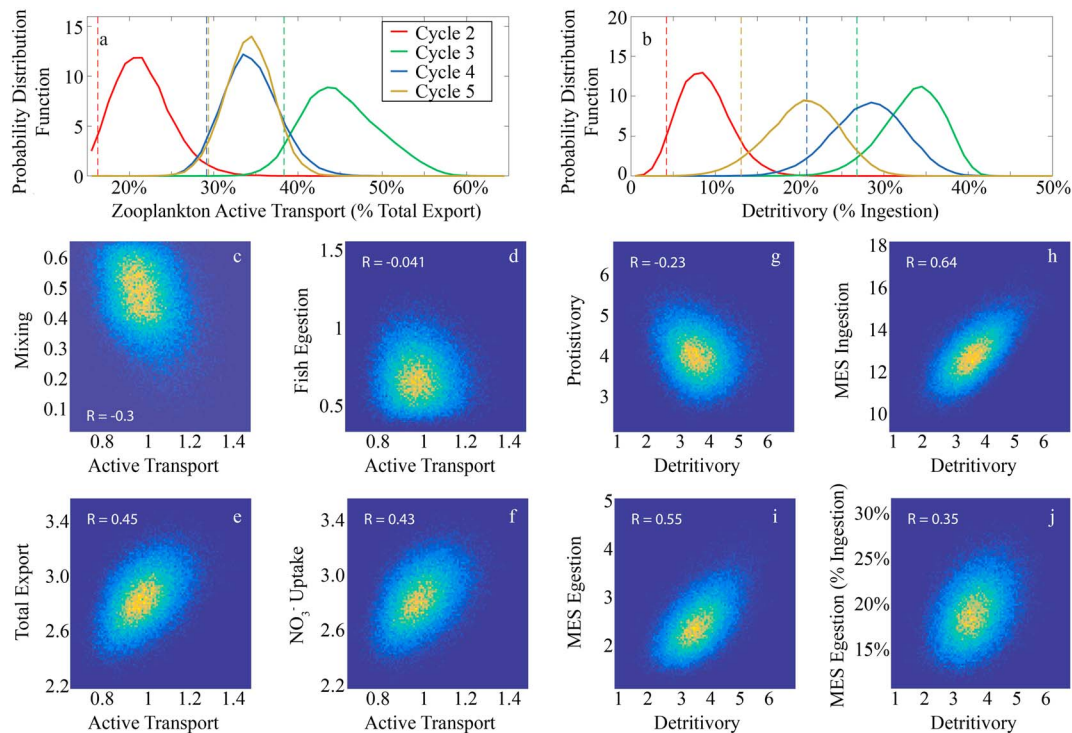 Probability Distribution
Function
15
10
5
0
a
Cycle 2
Cycle 3
Cycle 4
Cycle 5
20% 30% 40% 50% 60%
Zooplankton Active Transport (% Total Export)
Probability Distribution
Function
20
15
10
5
0
b
0 10% 20% 30% 40% 50%
Detritivory (% Ingestion)
Mixing
0.6
0.5
0.4
0.3
0.2
0.1
c
R = -0.3
0.8 1 1.2 1.4
Active Transport
Fish Egestion
1.5
1
0.5
R = -0.041
d
0.8 1 1.2 1.4
Active Transport
Protistivory
6
5
4
3
R = -0.23
g
1 2 3 4 5 6
Detritivory
MES Ingestion
18
16
14
12
10
R = 0.64
h
1 2 3 4 5 6
Detritivory
Total Export
3.4
3.0
2.6
2.2
R = 0.45
e
0.8 1 1.2 1.4
Active Transport
NO3- Uptake
3.4
3.0
2.6
2.2
R = 0.43
f
0.8 1 1.2 1.4
Active Transport
MES Egestion
5
4
3
2
R = 0.55
i
1 2 3 4 5 6
Detritivory
MES Egestion (% Ingestion)
30%
25%
20%
15%
R = 0.35
j
1 2 3 4 5 6
Detritivory